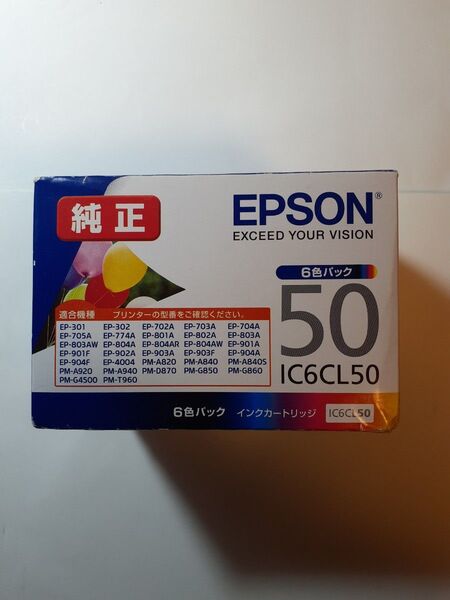 純正
EPSON®
EXCEED YOUR VISION
6色パック
50
IC6CL50
適合機種 プリンターの型番をご確認ください。
EP-301 EP-302 EP-702A EP-703A EP-704A
EP-705A EP-774A EP-801A EP-802A EP-803A
EP-803AW EP-804A EP-804AR EP-804AW EP-901A
EP-901F EP-902A EP-903A EP-903F EP-904A
EP-904F EP-4004 PM-A820 PM-A840 PM-A840S
PM-A920 PM-A940 PM-D870 PM-G850 PM-G860
PM-G4500 PM-T960
6色パック インクカートリッジ IC6CL50